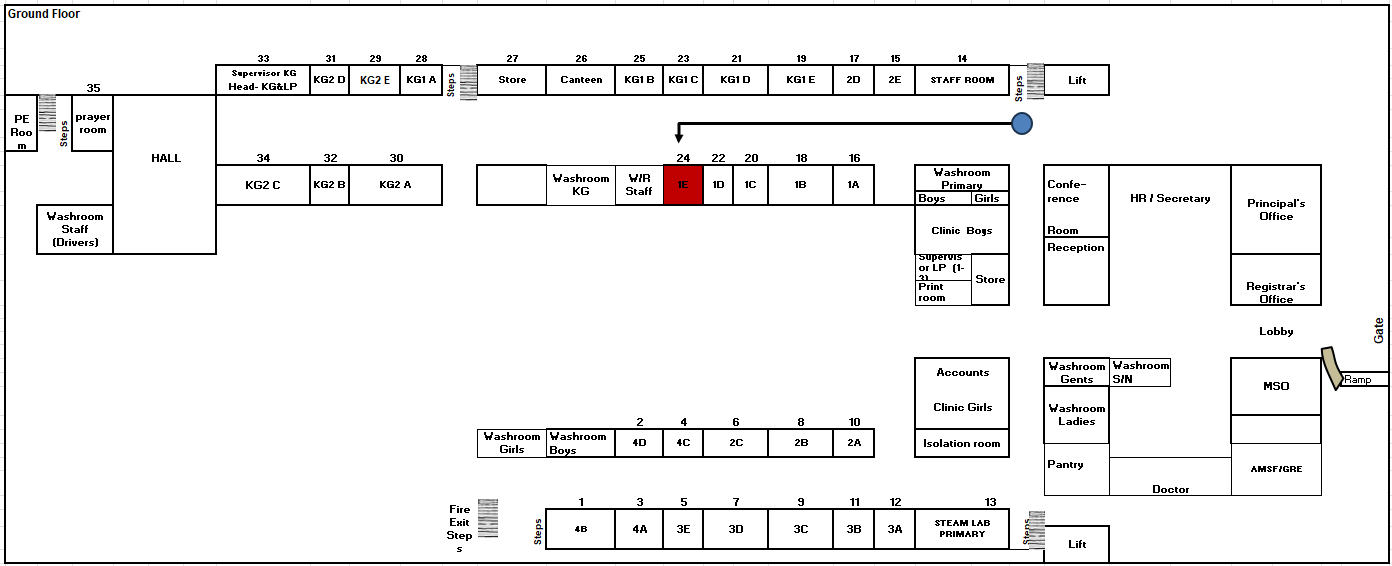 Ground Floor
33 31 29 28 27 26 25 23 21 19 17 15 14
Supervisor KG
Head- KG&LP
KG2 D
KG2 E
KG1 A
Steps
Store
Canteen
KG1 B
KG1 C
KG1 D
KG1 E
2D
2E
STAFF ROOM
Steps
Lift
35
PE
Roo
m
Steps
prayer
room
HALL
34 32 30 24 22 20 18 16
KG2 C
KG2 B
KG2 A
Washroom
KG
W/R
Staff
1E
1D
1C
1B
1A
Washroom
Primary
Boys
Girls
Confe-
rence
Room
HR / Secretary
Principal's
Office
Washroom
Staff
(Drivers)
Clinic Boys
Reception
Supervis
or LP (1-
3)
Store
Print
room
Registrar's
Office
Lobby
Gate
Ramp
Accounts
Clinic Girls
Isolation room
Washroom
Gents
Washroom
S/N
MSO
Washroom
Ladies
Pantry
Doctor
AMSF/GRE
2 4 6 8 10
Washroom
Girls
Washroom
Boys
4D
4C
2C
2B
2A
Fire
Exit
Step
s
Steps
1 3 5 7 9 11 12 13
4B
4A
3E
3D
3C
3B
3A
STEAM LAB
PRIMARY
Steps
Lift